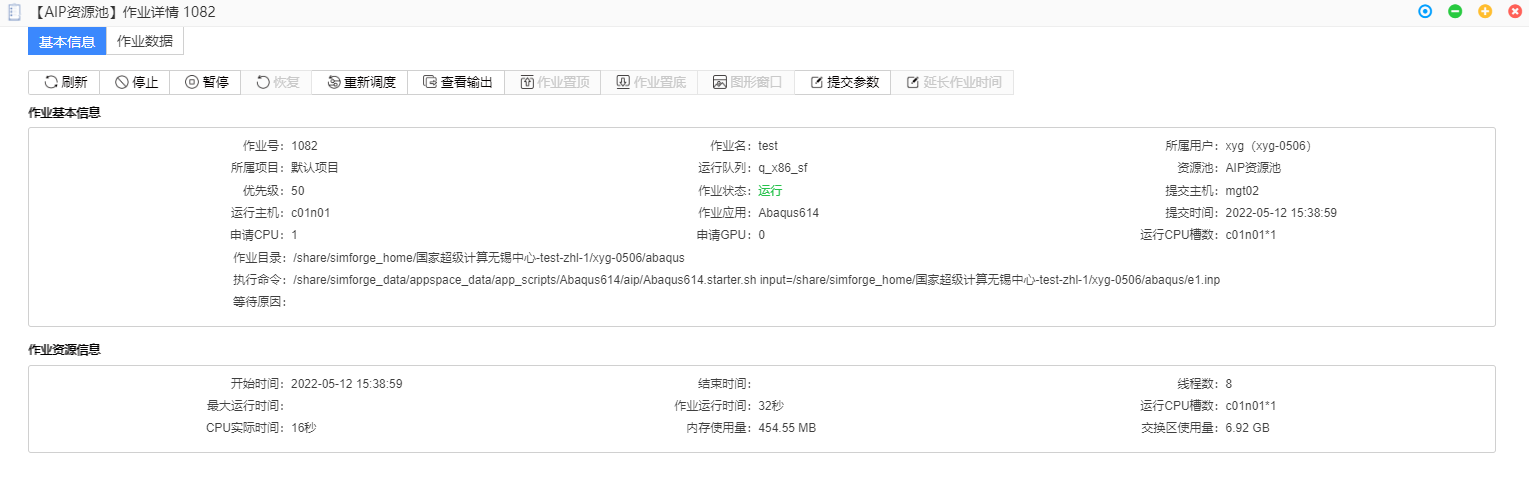 【AIP资源池】作业详情 1082
基本信息 作业数据
刷新 停止 暂停 恢复 重新调度 查看输出 作业置顶 作业置底 图形窗口 提交参数 延长作业时间
作业基本信息
作业号: 1082 作业名: test 所属用户: xyg（xyg-0506）
所属项目: 默认项目 运行队列: q_x86_sf 资源池: AIP资源池
优先级: 50 作业状态: 运行 提交主机: mgt02
运行主机: c01n01 作业应用: Abaqus614 提交时间: 2022-05-12 15:38:59
申请CPU: 1 申请GPU: 0 运行CPU槽数: c01n01*1
作业目录: /share/simforge_home/国家超级计算无锡中心-test-zhl-1/xyg-0506/abaqus
执行命令: /share/simforge_data/appspace_data/app_scripts/Abaqus614/aip/Abaqus614.starter.sh input=/share/simforge_home/国家超级计算无锡中心-test-zhl-1/xyg-0506/abaqus/e1.inp
等待原因:
作业资源信息
开始时间: 2022-05-12 15:38:59 结束时间: 线程数: 8
最大运行时间: 作业运行时间: 32秒 运行CPU槽数: c01n01*1
CPU实际时间: 16秒 内存使用量: 454.55 MB 交换区使用量: 6.92 GB